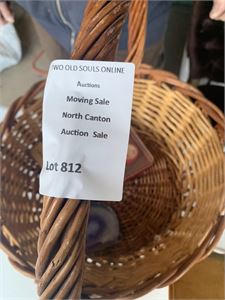 WO OLD SOULS ONLINE
Auctions
Moving Sale
North Canton
Auction Sale
Lot 812